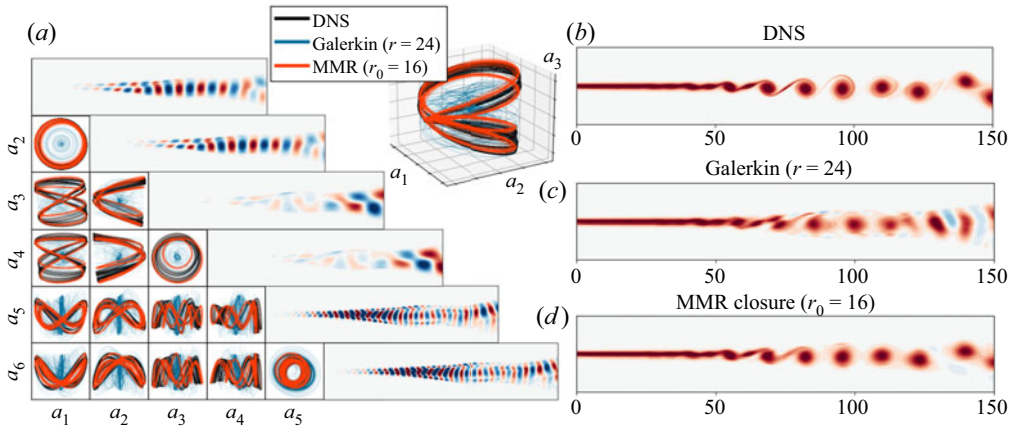 (a)
DNS
Galerkin (r = 24)
MMR (r0 = 16)
a3
a1
a2
a2
a3
a4
a5
a6
a1
a2
a3
a4
a5
(b)
DNS
0
50
100
150
Galerkin (r = 24)
(c)
0
50
100
150
MMR closure (r0 = 16)
(d)
0
50
100
150